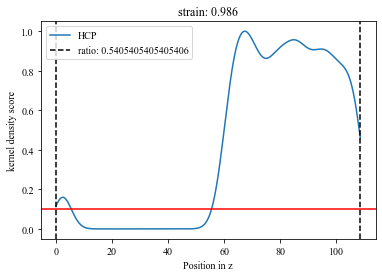 strain: 0.986
HCP
ratio: 0.5405405405405406
1.0
0.8
0.6
0.4
0.2
0.0
kernel density score
0 20 40 60 80 100
Position in z